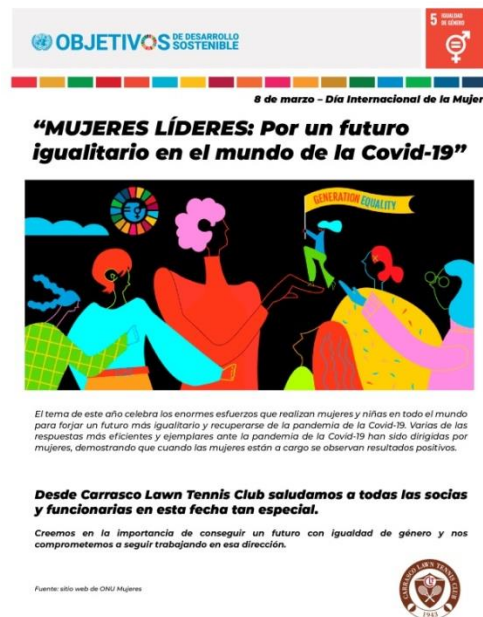 OBJETIVOS DE DESARROLLO
SOSTENIBLE
5 IGUALDAD
DE GÉNERO
8 de marzo – Día Internacional de la Mujer
“MUJERES LÍDERES: Por un futuro
igualitario en el mundo de la Covid-19”
GENERATION EQUALITY
El tema de este año celebra los enormes esfuerzos que realizan mujeres y niñas en todo el mundo
para forjar un futuro más igualitario y recuperarse de la pandemia de la Covid-19. Varias de las
respuestas más eficientes y ejemplares ante la pandemia de la Covid-19 han sido dirigidas por
mujeres, demostrando que cuando las mujeres están a cargo se observan resultados positivos.
Desde Carrasco Lawn Tennis Club saludamos a todas las socias
y funcionarias en esta fecha tan especial.
Creemos en la importancia de conseguir un futuro con igualdad de género y nos
comprometemos a seguir trabajando en esa dirección.
Fuente: sitio web de ONU Mujeres
CARRASCO LAWN TENNIS CLUB
1943